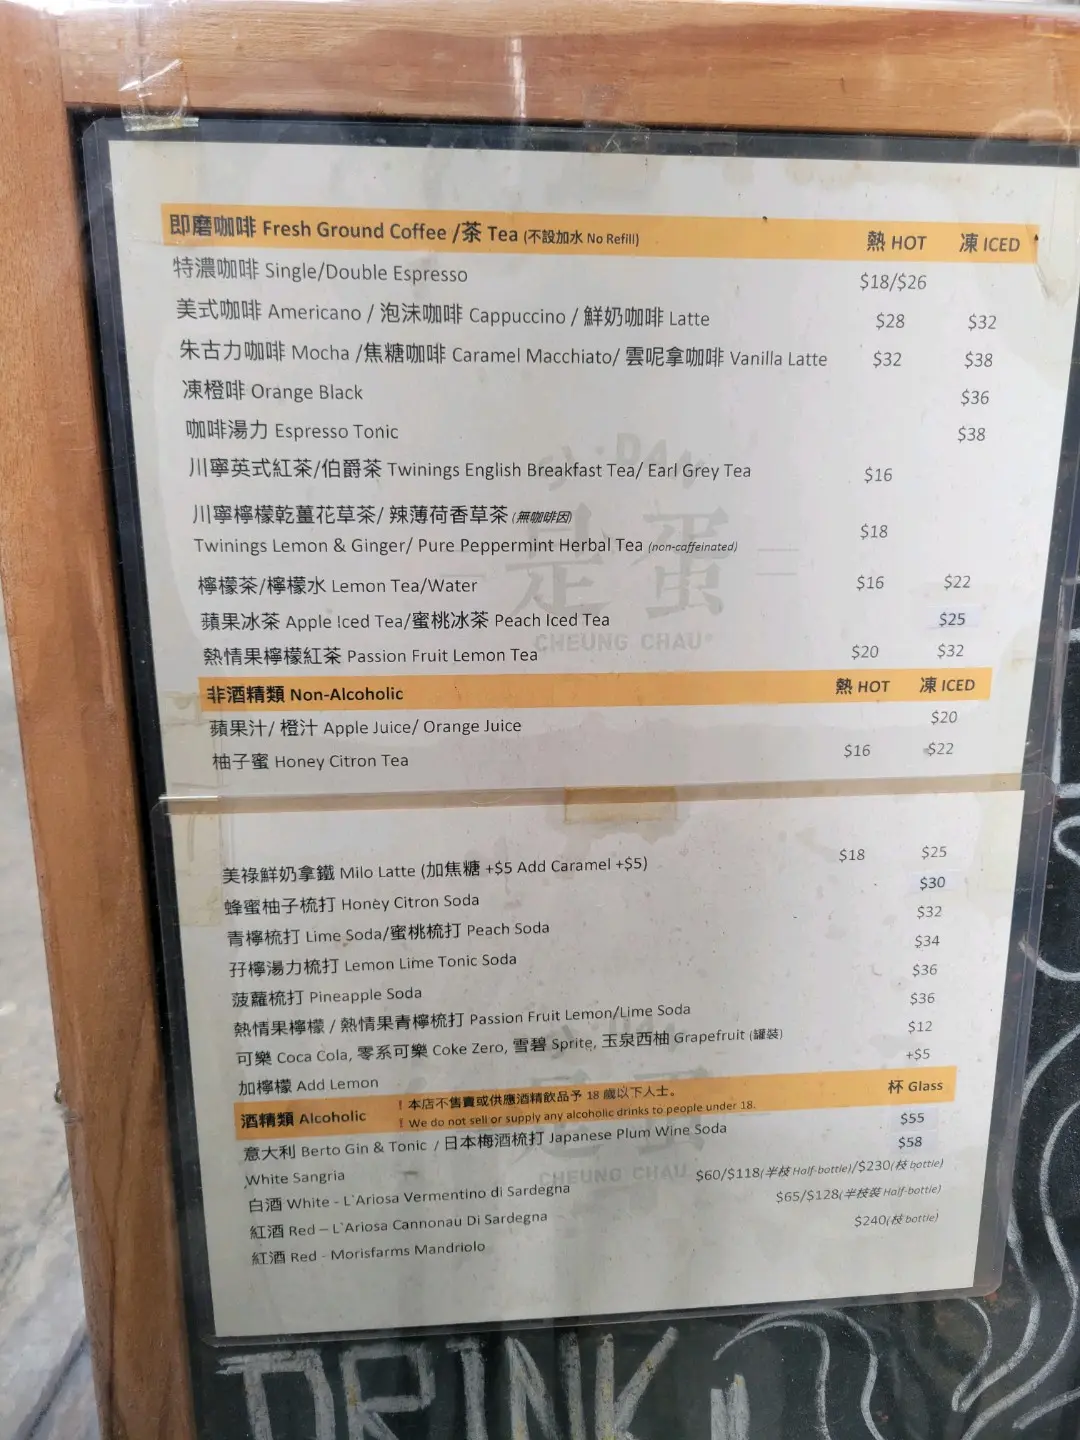 即磨咖啡 Fresh Ground Coffee /茶 Tea (不設加水 No Refill) 熱 HOT 凍 ICED
特濃咖啡 Single/Double Espresso $18/$26
美式咖啡 Americano / 泡沫咖啡 Cappuccino / 鮮奶咖啡 Latte $28 $32
朱古力咖啡 Mocha /焦糖咖啡 Caramel Macchiato/ 雲呢拿咖啡 Vanilla Latte $32 $38
凍橙啡 Orange Black $36
咖啡湯力 Espresso Tonic $38
川寧英式紅茶/伯爵茶 Twinings English Breakfast Tea/ Earl Grey Tea $16
川寧檸檬乾薑花草茶/ 辣薄荷香草茶 (無咖啡因)
Twinings Lemon & Ginger/ Pure Peppermint Herbal Tea (non-caffeinated) $18
檸檬茶/檸檬水 Lemon Tea/Water $16 $22
蘋果冰茶 Apple Iced Tea/蜜桃冰茶 Peach Iced Tea $25
熱情果檸檬紅茶 Passion Fruit Lemon Tea $20 $32
是蛋
CHEUNG CHAU
非酒精類 Non-Alcoholic 熱 HOT 凍 ICED
蘋果汁/ 橙汁 Apple Juice/ Orange Juice $20
柚子蜜 Honey Citron Tea $16 $22
美祿鮮奶拿鐵 Milo Latte (加焦糖 +$5 Add Caramel +$5) $18 $25
蜂蜜柚子梳打 Honey Citron Soda $30
青檸梳打 Lime Soda/蜜桃梳打 Peach Soda $32
孖檸湯力梳打 Lemon Lime Tonic Soda $34
菠蘿梳打 Pineapple Soda $36
熱情果檸檬 / 熱情果青檸梳打 Passion Fruit Lemon/Lime Soda $36
可樂 Coca Cola, 零系可樂 Coke Zero, 雪碧 Sprite, 玉泉西柚 Grapefruit (罐裝) $12
加檸檬 Add Lemon +$5
酒精類 Alcoholic ! 本店不售賣或供應酒精飲品予 18 歲以下人士。 杯 Glass
! We do not sell or supply any alcoholic drinks to people under 18.
意大利 Berto Gin & Tonic / 日本梅酒梳打 Japanese Plum Wine Soda $55
White Sangria $58
白酒 White - L'Ariosa Vermentino di Sardegna $60/$118(半枝 Half-bottle)/$230(枝 bottle)
紅酒 Red – L'Ariosa Cannonau Di Sardegna $65/$128(半枝裝 Half-bottle)
紅酒 Red - Morisfarms Mandriolo $240(枝 bottle)
CHEUNG CHAU
DRINK